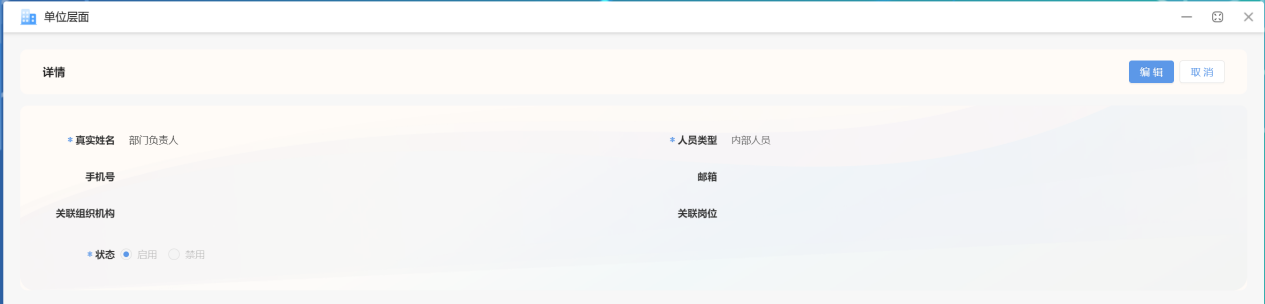 单位层面
详情 编辑 取消
* 真实姓名 部门负责人 * 人员类型 内部人员
手机号 邮箱
关联组织机构 关联岗位
* 状态 启用 禁用